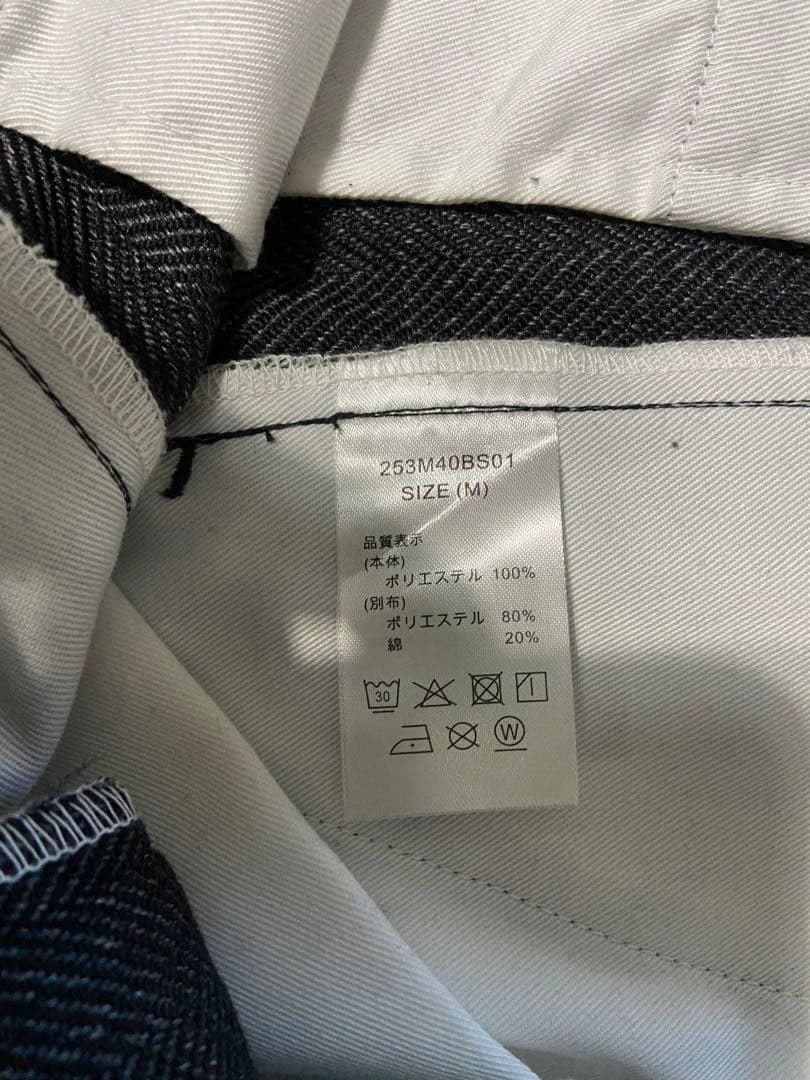 253M40BS01
SIZE (M)
品質表示
(本体)
ポリエステル 100%
(別布)
ポリエステル 80%
綿 20%
30
W